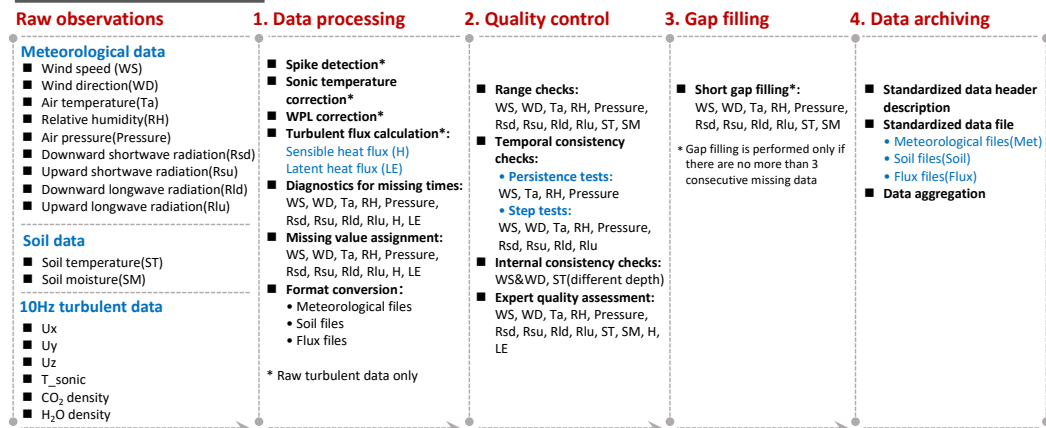 Raw observations
Meteorological data
■ Wind speed (WS)
■ Wind direction(WD)
■ Air temperature(Ta)
■ Relative humidity(RH)
■ Air pressure(Pressure)
■ Downward shortwave radiation(Rsd)
■ Upward shortwave radiation(Rsu)
■ Downward longwave radiation(Rld)
■ Upward longwave radiation(Rlu)
Soil data
■ Soil temperature(ST)
■ Soil moisture(SM)
10Hz turbulent data
■ Ux
■ Uy
■ Uz
■ T_sonic
■ CO₂ density
■ H₂O density
1. Data processing
■ Spike detection*
■ Sonic temperature
correction*
■ WPL correction*
■ Turbulent flux calculation*:
Sensible heat flux (H)
Latent heat flux (LE)
■ Diagnostics for missing times:
WS, WD, Ta, RH, Pressure,
Rsd, Rsu, Rld, Rlu, H, LE
■ Missing value assignment:
WS, WD, Ta, RH, Pressure,
Rsd, Rsu, Rld, Rlu, H, LE
■ Format conversion：
• Meteorological files
• Soil files
• Flux files
* Raw turbulent data only
2. Quality control
■ Range checks:
WS, WD, Ta, RH, Pressure,
Rsd, Rsu, Rld, Rlu, ST, SM
■ Temporal consistency
checks:
• Persistence tests:
WS, Ta, RH, Pressure
• Step tests:
WS, WD, Ta, RH, Pressure,
Rsd, Rsu, Rld, Rlu
■ Internal consistency checks:
WS&WD, ST(different depth)
■ Expert quality assessment:
WS, WD, Ta, RH, Pressure,
Rsd, Rsu, Rld, Rlu, ST, SM, H,
LE
3. Gap filling
■ Short gap filling*:
WS, WD, Ta, RH, Pressure,
Rsd, Rsu, Rld, Rlu, ST, SM
* Gap filling is performed only if
there are no more than 3
consecutive missing data
4. Data archiving
■ Standardized data header
description
■ Standardized data file
• Meteorological files(Met)
• Soil files(Soil)
• Flux files(Flux)
■ Data aggregation